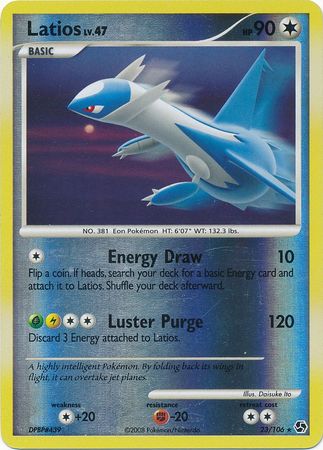 Latios LV.47 HP 90
BASIC
NO. 381 Eon Pokémon HT: 6'07" WT: 132.3 lbs.
Energy Draw 10
Flip a coin. If heads, search your deck for a basic Energy card and
attach it to Latios. Shuffle your deck afterward.
Luster Purge 120
Discard 3 Energy attached to Latios.
A highly intelligent Pokémon. By folding back its wings in
flight, it can overtake jet planes.
Illus. Daisuke Ito
weakness resistance retreat cost
+20 -20
DPBP#439 ©2008 Pokémon/Nintendo 23/106 ★